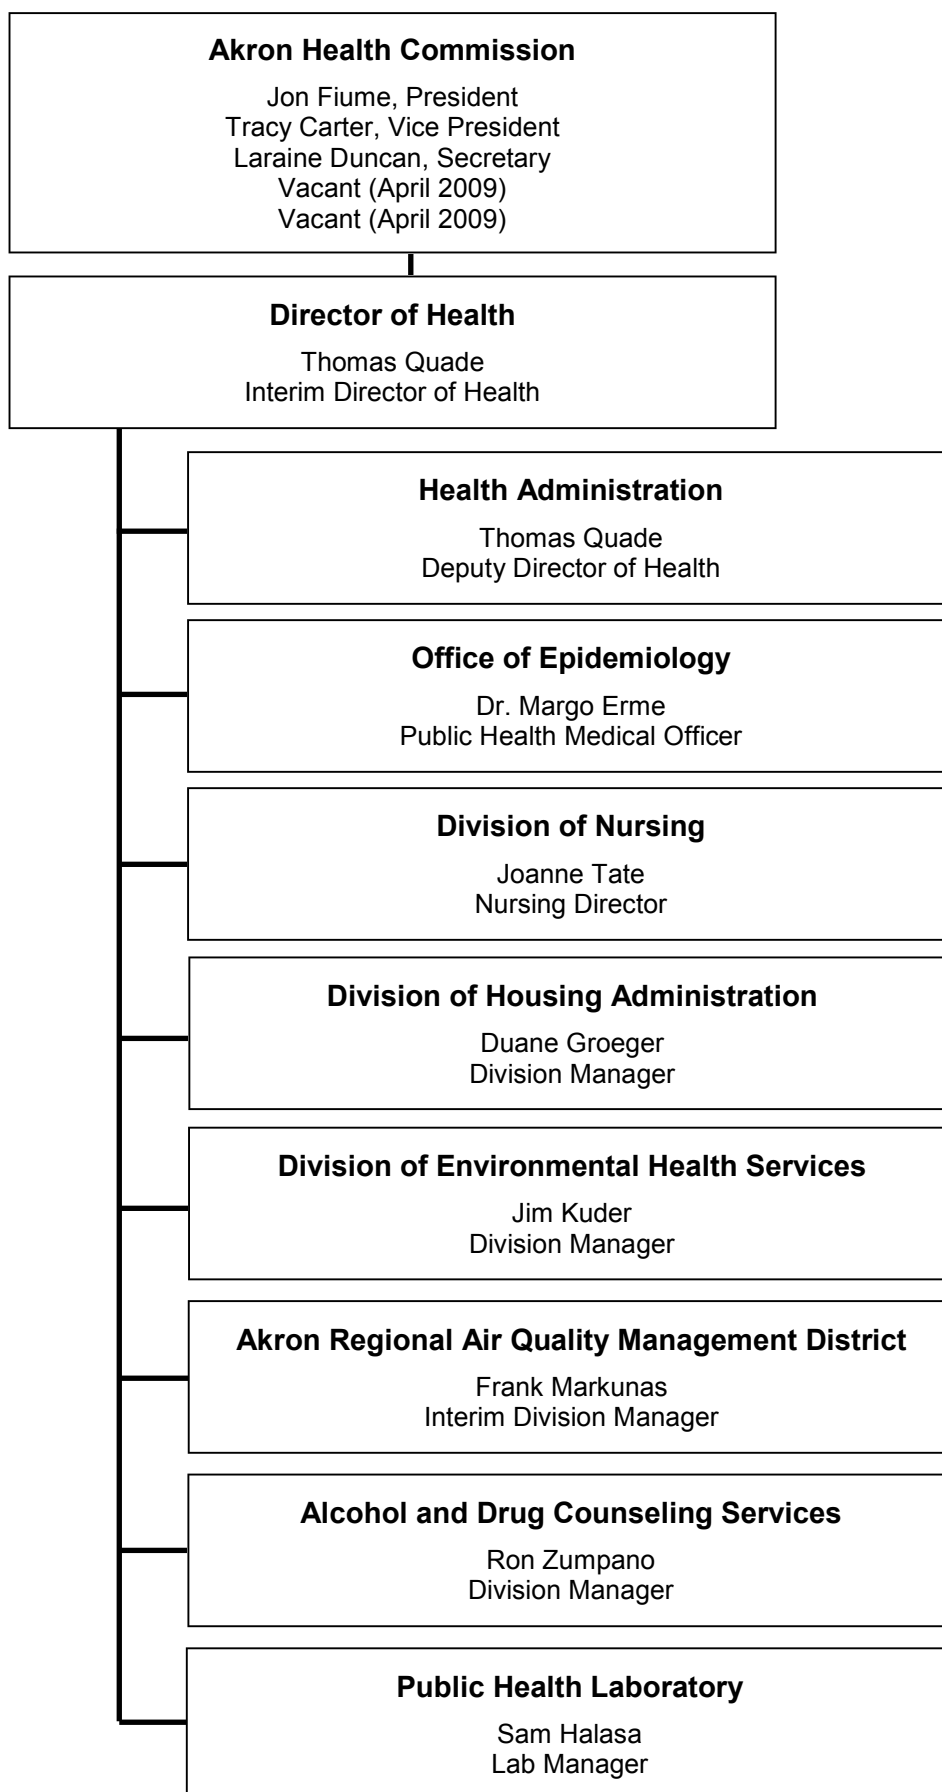 Akron Health Commission
Jon Fiume, President
Tracy Carter, Vice President
Laraine Duncan, Secretary
Vacant (April 2009)
Vacant (April 2009)
Director of Health
Thomas Quade
Interim Director of Health
Health Administration
Thomas Quade
Deputy Director of Health
Office of Epidemiology
Dr. Margo Erme
Public Health Medical Officer
Division of Nursing
Joanne Tate
Nursing Director
Division of Housing Administration
Duane Groeger
Division Manager
Division of Environmental Health Services
Jim Kuder
Division Manager
Akron Regional Air Quality Management District
Frank Markunas
Interim Division Manager
Alcohol and Drug Counseling Services
Ron Zumpano
Division Manager
Public Health Laboratory
Sam Halasa
Lab Manager